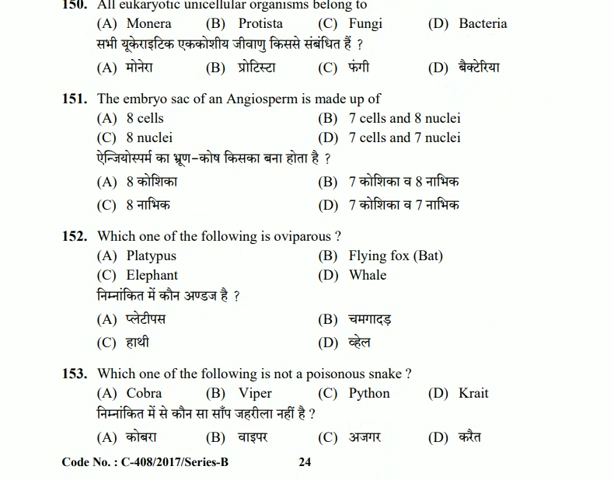 150. All eukaryotic unicellular organisms belong to
(A) Monera (B) Protista (C) Fungi (D) Bacteria
सभी यूकेराइटिक एककोशीय जीवाणु किससे संबंधित हैं ?
(A) मोनेरा (B) प्रोटिस्टा (C) फंगी (D) बैक्टेरिया
151. The embryo sac of an Angiosperm is made up of
(A) 8 cells (B) 7 cells and 8 nuclei
(C) 8 nuclei (D) 7 cells and 7 nuclei
ऐन्जियोस्पर्म का भ्रूण-कोष किसका बना होता है ?
(A) 8 कोशिका (B) 7 कोशिका व 8 नाभिक
(C) 8 नाभिक (D) 7 कोशिका व 7 नाभिक
152. Which one of the following is oviparous ?
(A) Platypus (B) Flying fox (Bat)
(C) Elephant (D) Whale
निम्नांकित में कौन अण्डज है ?
(A) प्लेटीपस (B) चमगादड़
(C) हाथी (D) व्हेल
153. Which one of the following is not a poisonous snake ?
(A) Cobra (B) Viper (C) Python (D) Krait
निम्नांकित में से कौन सा साँप जहरीला नहीं है ?
(A) कोबरा (B) वाइपर (C) अजगर (D) करैत
Code No. : C-408/2017/Series-B 24